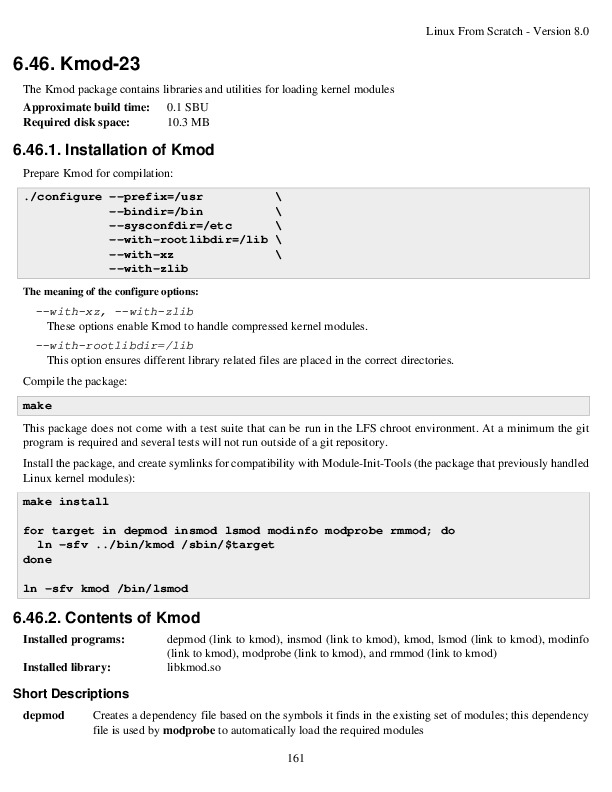 Linux From Scratch - Version 8.0
6.46. Kmod-23
The Kmod package contains libraries and utilities for loading kernel modules
Approximate build time: 0.1 SBU
Required disk space: 10.3 MB
6.46.1. Installation of Kmod
Prepare Kmod for compilation:
./configure --prefix=/usr          \
            --bindir=/bin          \
            --sysconfdir=/etc      \
            --with-rootlibdir=/lib \
            --with-xz              \
            --with-zlib
The meaning of the configure options:
--with-xz, --with-zlib
These options enable Kmod to handle compressed kernel modules.
--with-rootlibdir=/lib
This option ensures different library related files are placed in the correct directories.
Compile the package:
make
This package does not come with a test suite that can be run in the LFS chroot environment. At a minimum the git
program is required and several tests will not run outside of a git repository.
Install the package, and create symlinks for compatibility with Module-Init-Tools (the package that previously handled
Linux kernel modules):
make install
for target in depmod insmod lsmod modinfo modprobe rmmod; do
  ln -sfv ../bin/kmod /sbin/$target
done
ln -sfv kmod /bin/lsmod
6.46.2. Contents of Kmod
Installed programs: depmod (link to kmod), insmod (link to kmod), kmod, lsmod (link to kmod), modinfo
(link to kmod), modprobe (link to kmod), and rmmod (link to kmod)
Installed library: libkmod.so
Short Descriptions
depmod Creates a dependency file based on the symbols it finds in the existing set of modules; this dependency
file is used by modprobe to automatically load the required modules
161